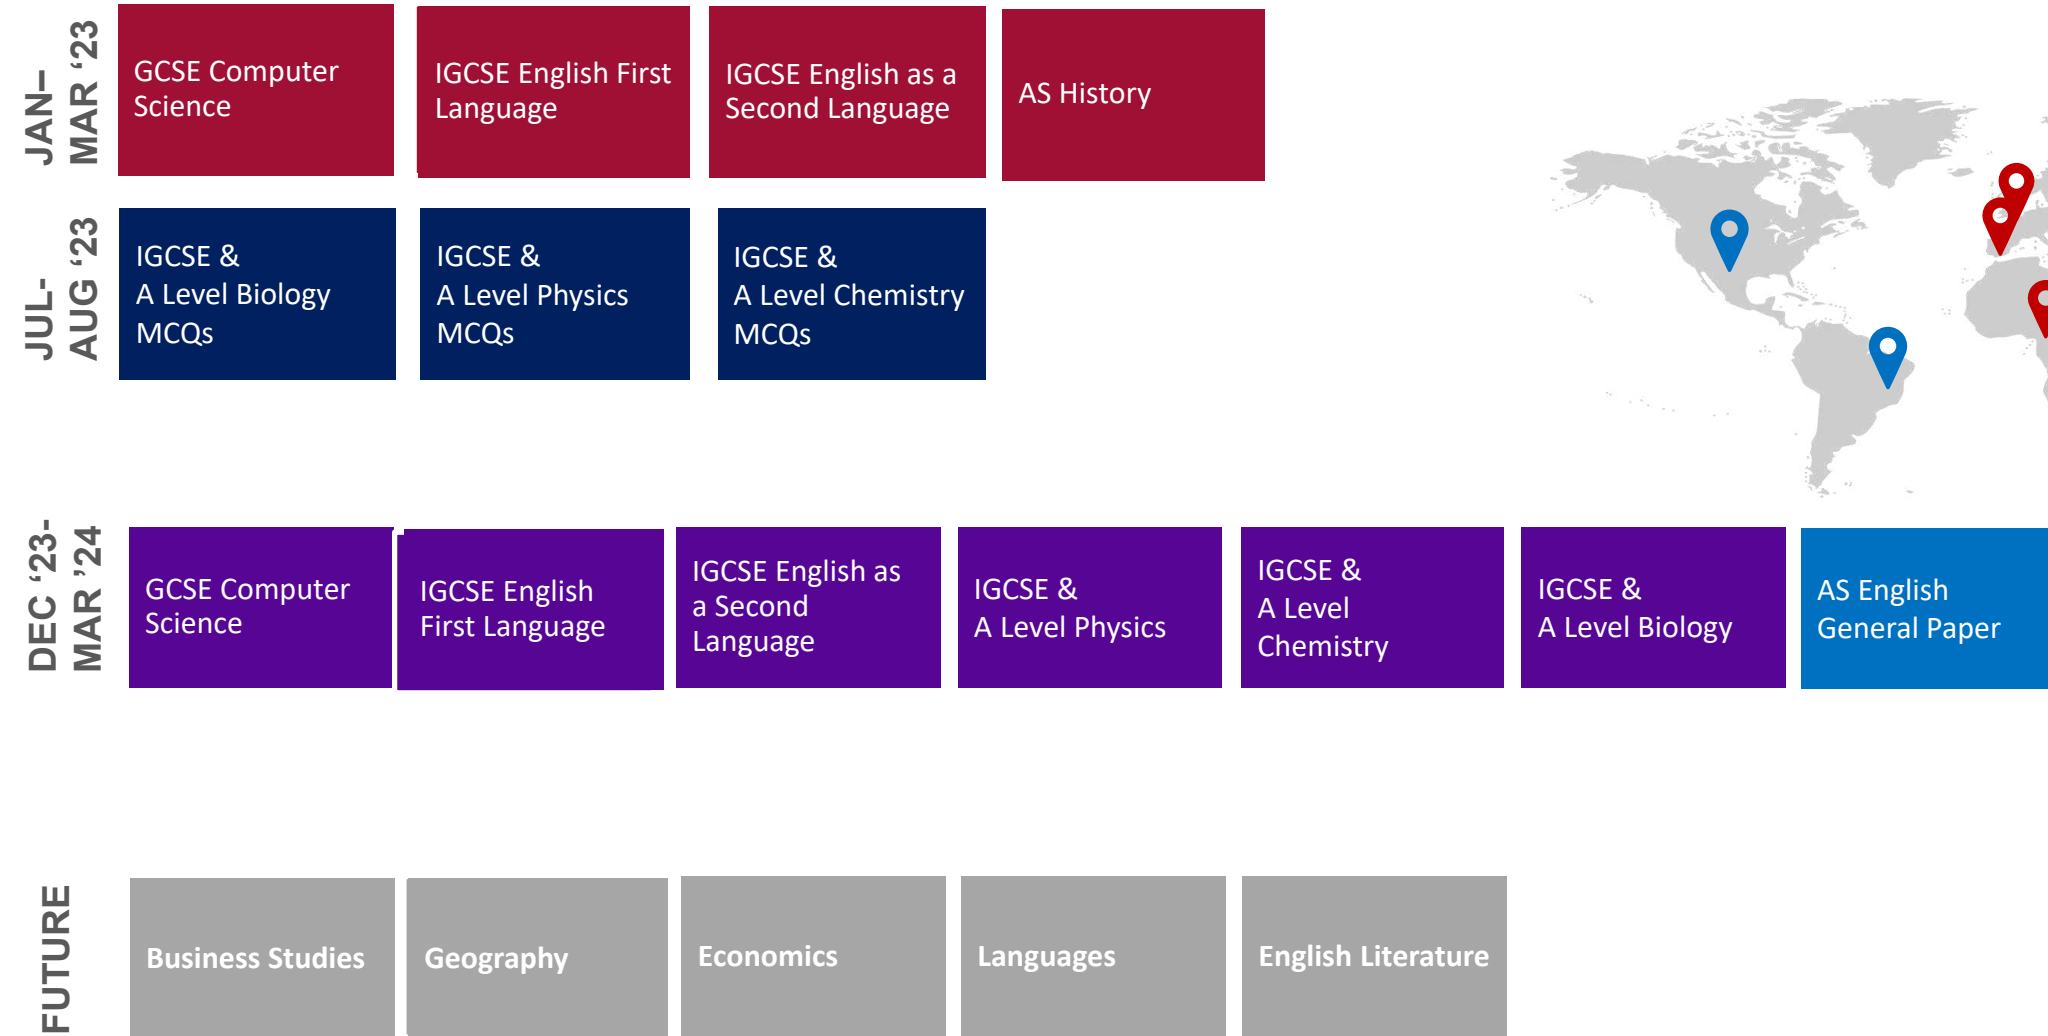 JAN–
MAR ‘23
GCSE Computer
Science
IGCSE English First
Language
IGCSE English as a
Second Language
AS History
JUL-
AUG ‘23
IGCSE &
A Level Biology
MCQs
IGCSE &
A Level Physics
MCQs
IGCSE &
A Level Chemistry
MCQs
DEC ‘23-
MAR ’24
GCSE Computer
Science
IGCSE English
First Language
IGCSE English as
a Second
Language
IGCSE &
A Level Physics
IGCSE &
A Level
Chemistry
IGCSE &
A Level Biology
AS English
General Paper
FUTURE
Business Studies
Geography
Economics
Languages
English Literature